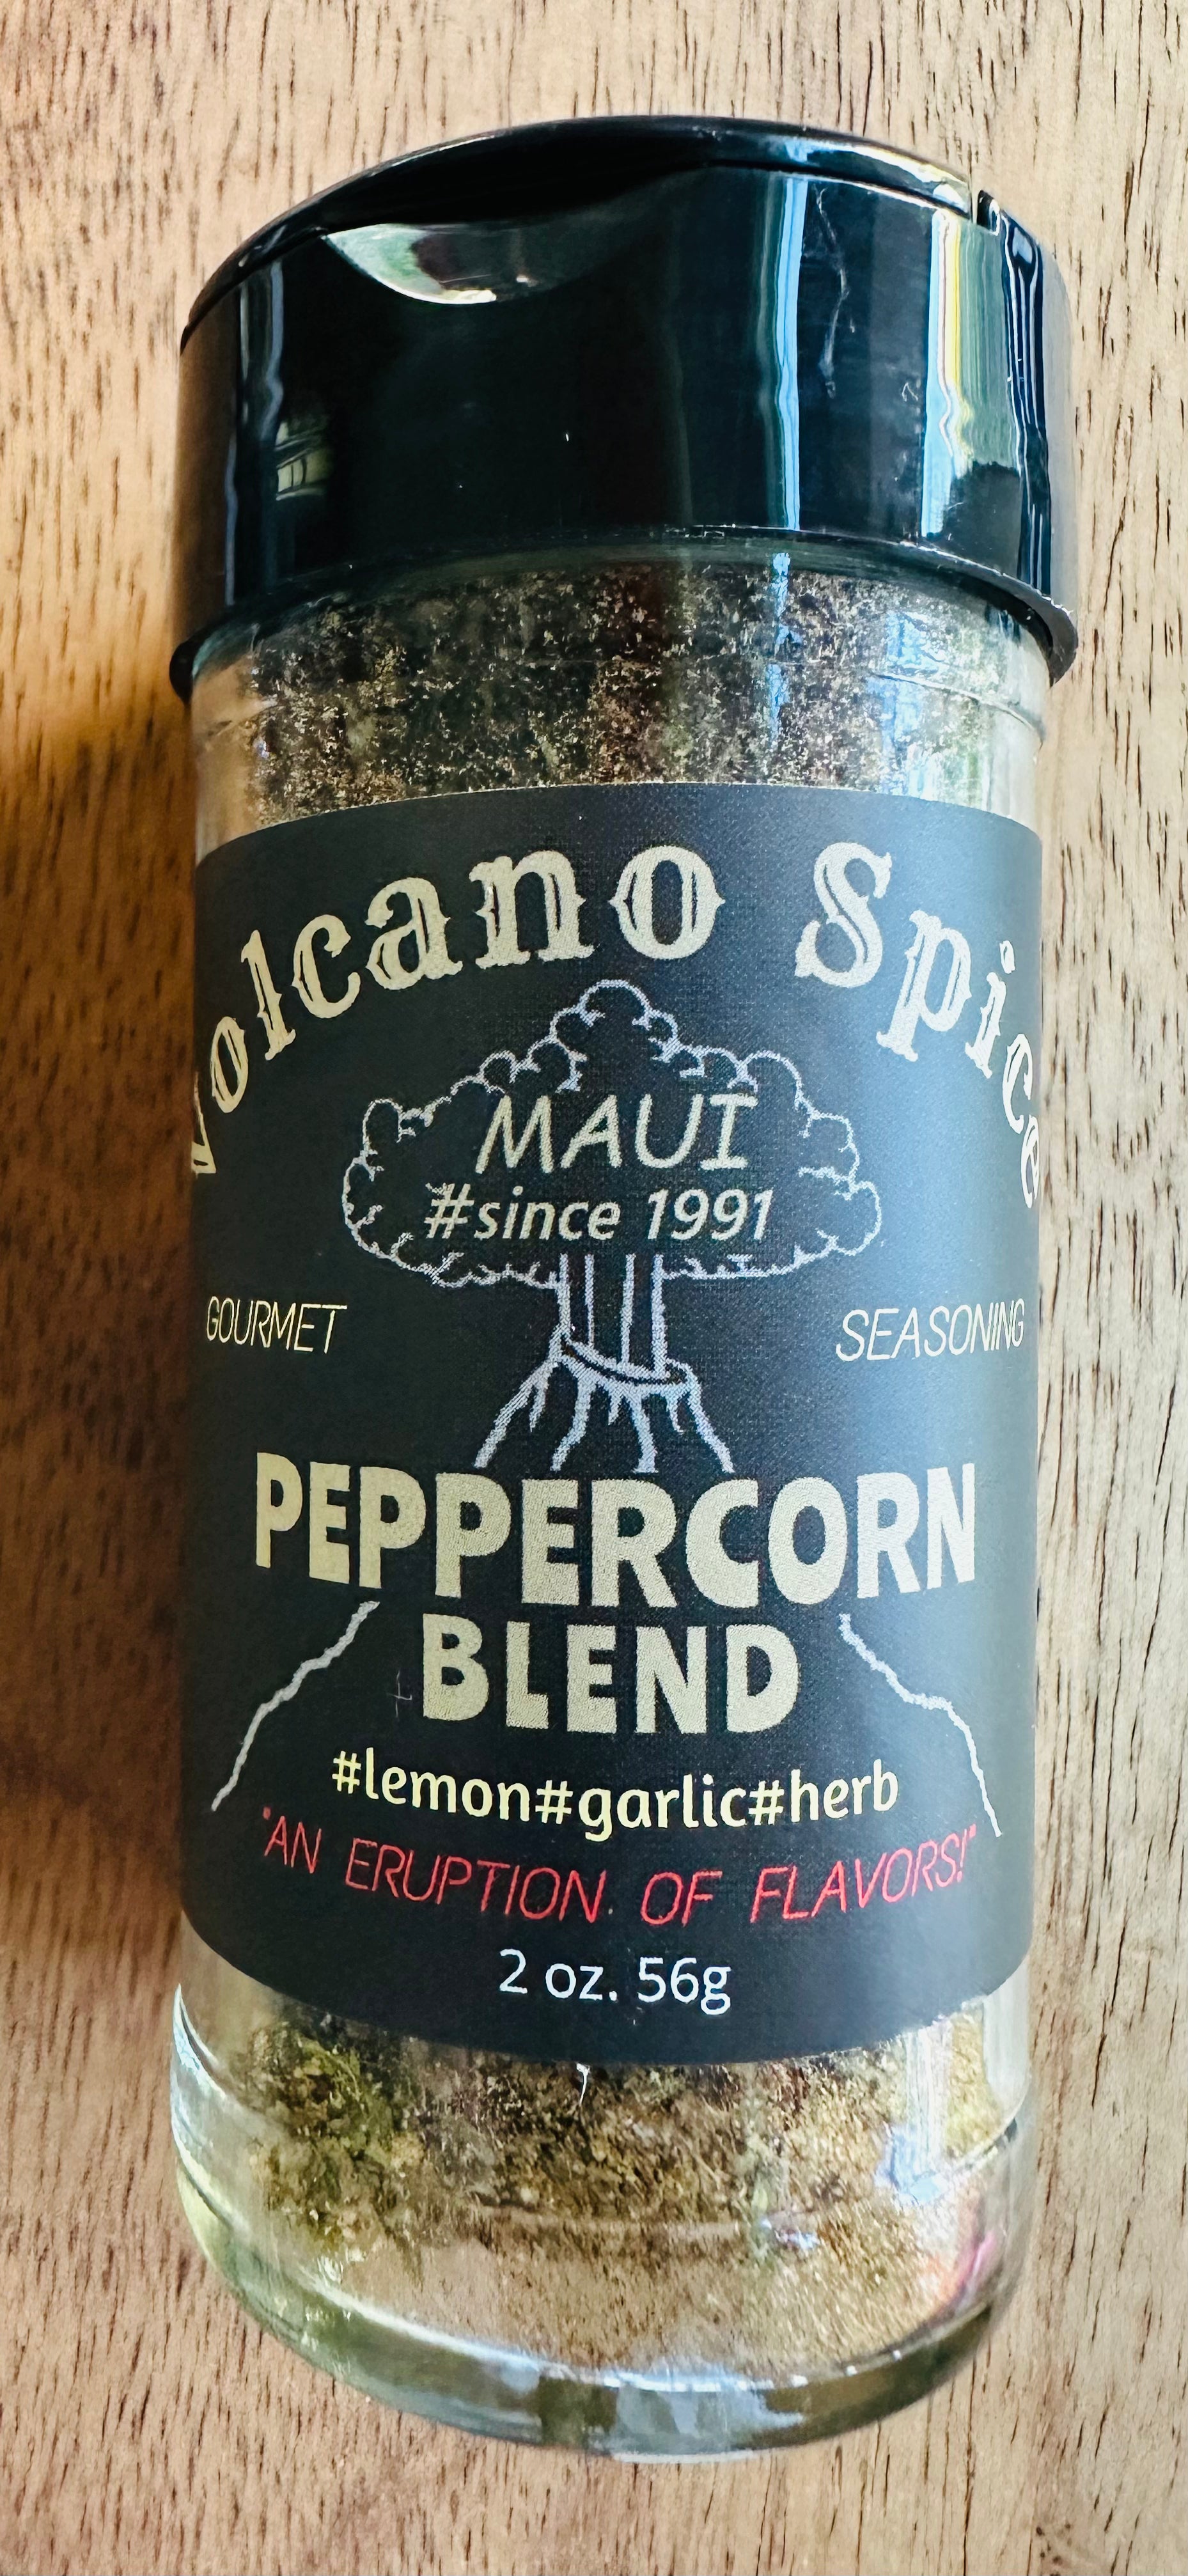 Volcano Spice
MAUI
#since 1991
GOURMET SEASONING
PEPPERCORN
BLEND
#lemon#garlic#herb
"AN ERUPTION OF FLAVORS!"
2 oz. 56g